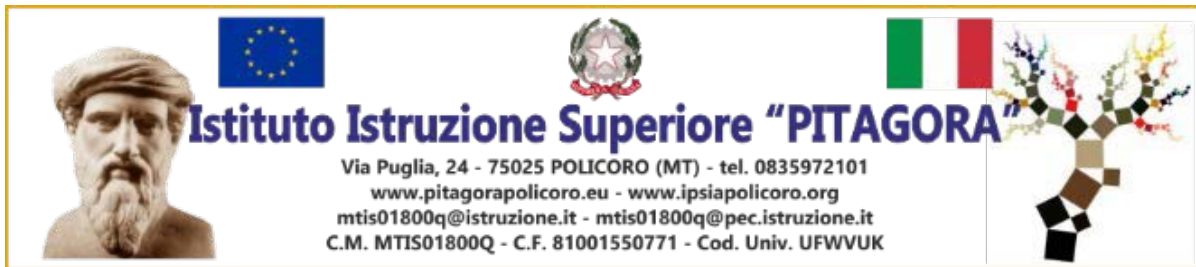 Istituto Istruzione Superiore “PITAGORA”
Via Puglia, 24 - 75025 POLICORO (MT) - tel. 0835972101
www.pitagorapolicoro.eu - www.ipsiapolicoro.org
mtis01800q@istruzione.it - mtis01800q@pec.istruzione.it
C.M. MTIS01800Q - C.F. 81001550771 - Cod. Univ. UFWVUK